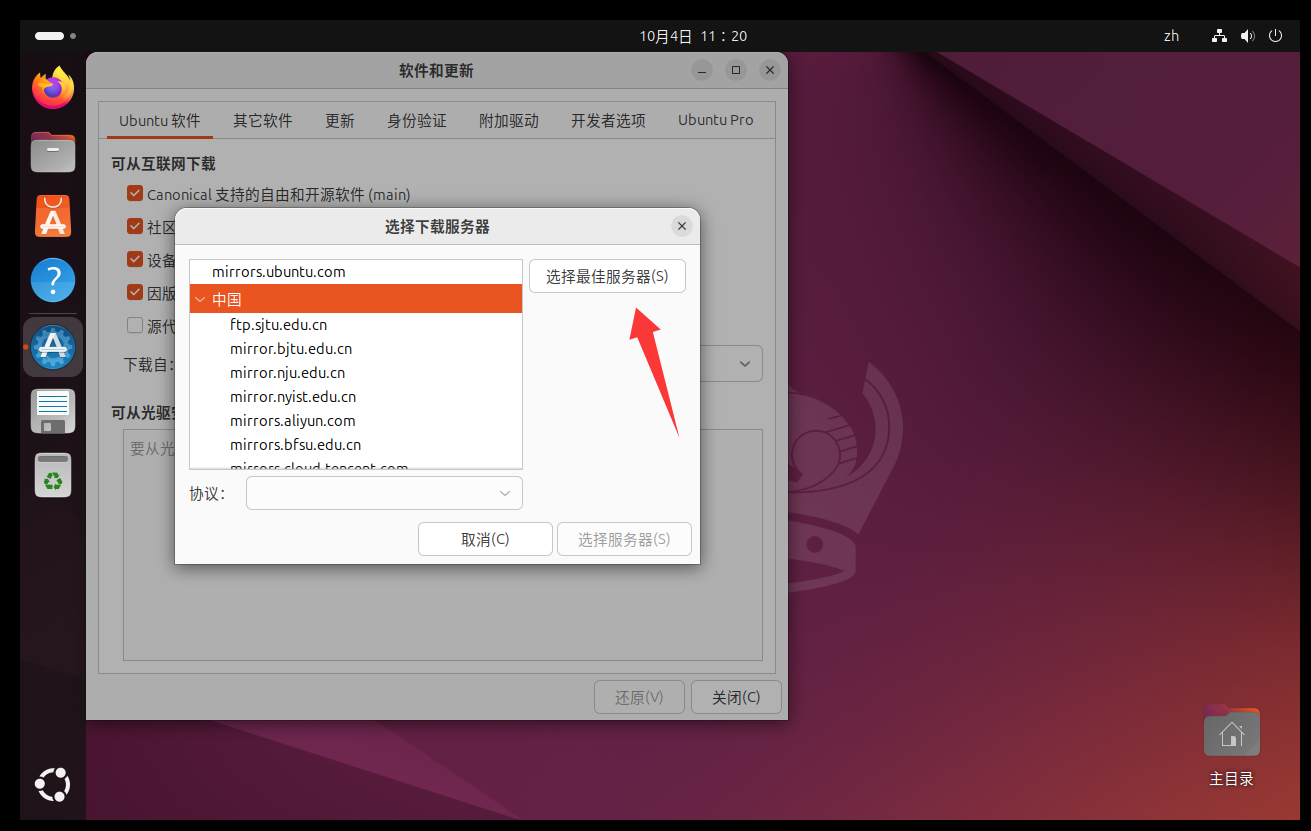 10月4日 11：20
zh
软件和更新
Ubuntu 软件 其它软件 更新 身份验证 附加驱动 开发者选项 Ubuntu Pro
可从互联网下载
Canonical 支持的自由和开源软件 (main)
社区
设备
因版
源代
下载自：
可从光驱安
要从光
选择下载服务器
mirrors.ubuntu.com
选择最佳服务器(S)
中国
ftp.sjtu.edu.cn
mirror.bjtu.edu.cn
mirror.nju.edu.cn
mirror.nyist.edu.cn
mirrors.aliyun.com
mirrors.bfsu.edu.cn
mirrors.cloud.tencent.com
协议：
取消(C) 选择服务器(S)
还原(V) 关闭(C)
主目录